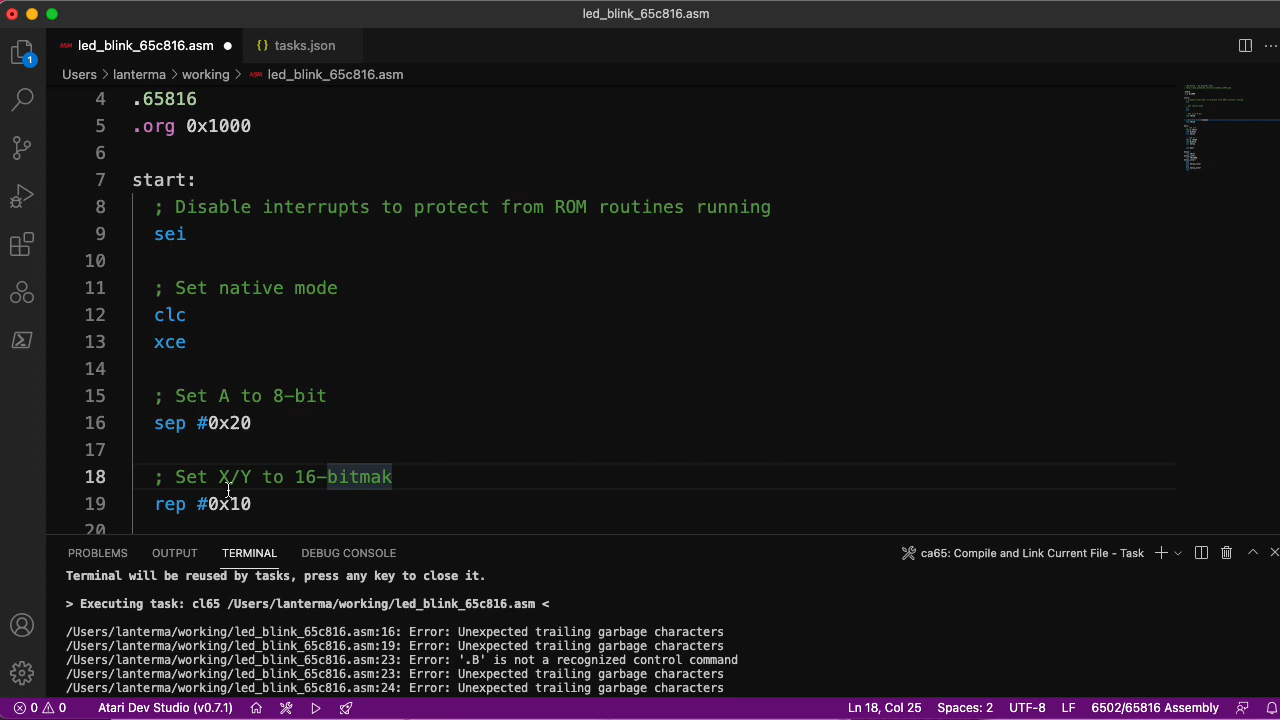 led_blink_65c816.asm
ASM led_blink_65c816.asm
{} tasks.json
1
Users > lanterma > working > ASM led_blink_65c816.asm
4 .65816
5 .org 0x1000
6
7 start:
8 ; Disable interrupts to protect from ROM routines running
9 sei
10
11 ; Set native mode
12 clc
13 xce
14
15 ; Set A to 8-bit
16 sep #0x20
17
18 ; Set X/Y to 16-bitmak
19 rep #0x10
20
PROBLEMS OUTPUT TERMINAL DEBUG CONSOLE ca65: Compile and Link Current File - Task
Terminal will be reused by tasks, press any key to close it.
> Executing task: cl65 /Users/lanterma/working/led_blink_65c816.asm <
/Users/lanterma/working/led_blink_65c816.asm:16: Error: Unexpected trailing garbage characters
/Users/lanterma/working/led_blink_65c816.asm:19: Error: Unexpected trailing garbage characters
/Users/lanterma/working/led_blink_65c816.asm:23: Error: '.B' is not a recognized control command
/Users/lanterma/working/led_blink_65c816.asm:23: Error: Unexpected trailing garbage characters
/Users/lanterma/working/led_blink_65c816.asm:24: Error: Unexpected trailing garbage characters
0 0 Atari Dev Studio (v0.7.1) Ln 18, Col 25 Spaces: 2 UTF-8 LF 6502/65816 Assembly